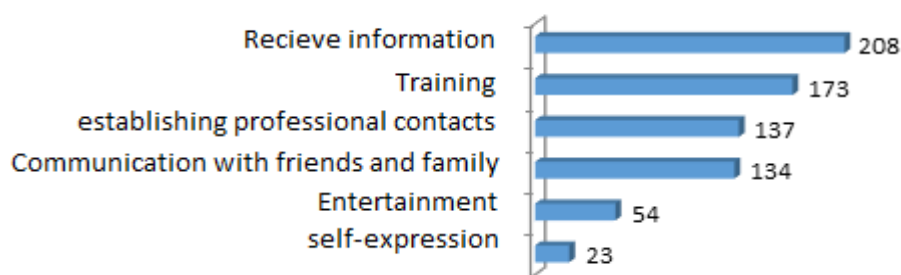 Recieve information 208
Training 173
establishing professional contacts 137
Communication with friends and family 134
Entertainment 54
self-expression 23